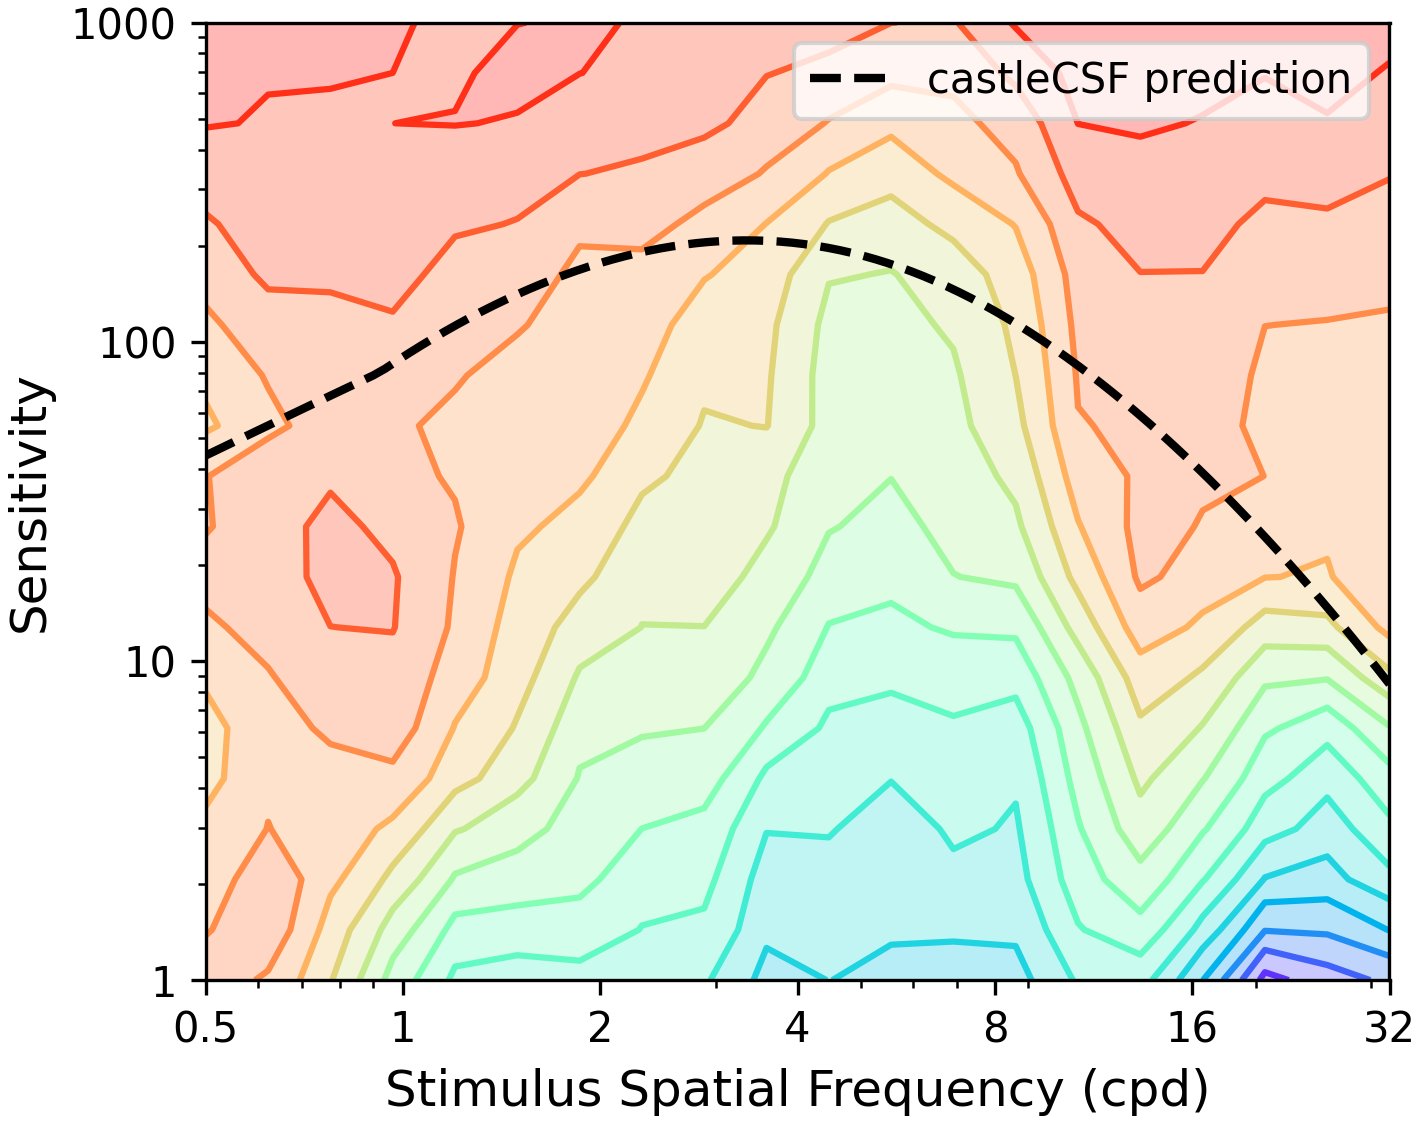 1000
castleCSF prediction
100
Sensitivity
10
1
0.5 1 2 4 8 16 32
Stimulus Spatial Frequency (cpd)